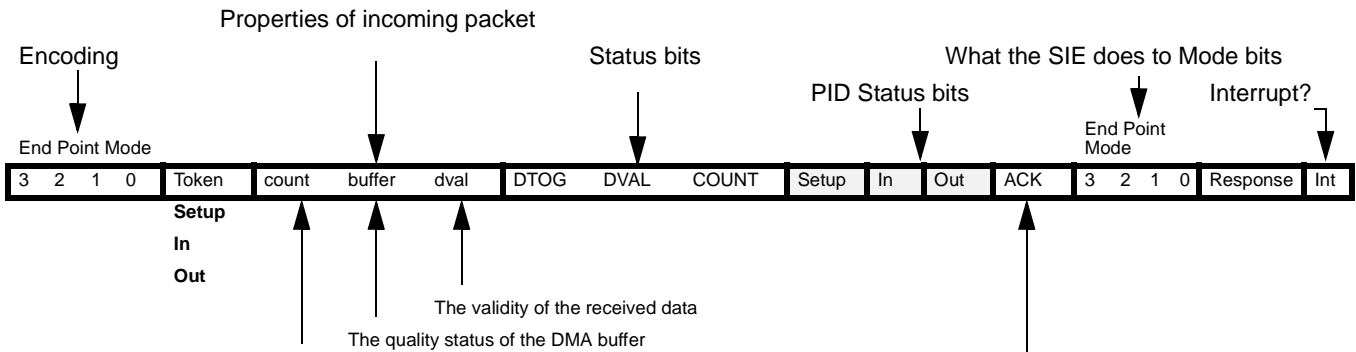 Properties of incoming packet
Encoding
Status bits
What the SIE does to Mode bits
PID Status bits
Interrupt?
End Point Mode
End Point
Mode
3 2 1 0 Token count buffer dval DTOG DVAL COUNT Setup In Out ACK 3 2 1 0 Response Int
Setup
In
Out
The validity of the received data
The quality status of the DMA buffer